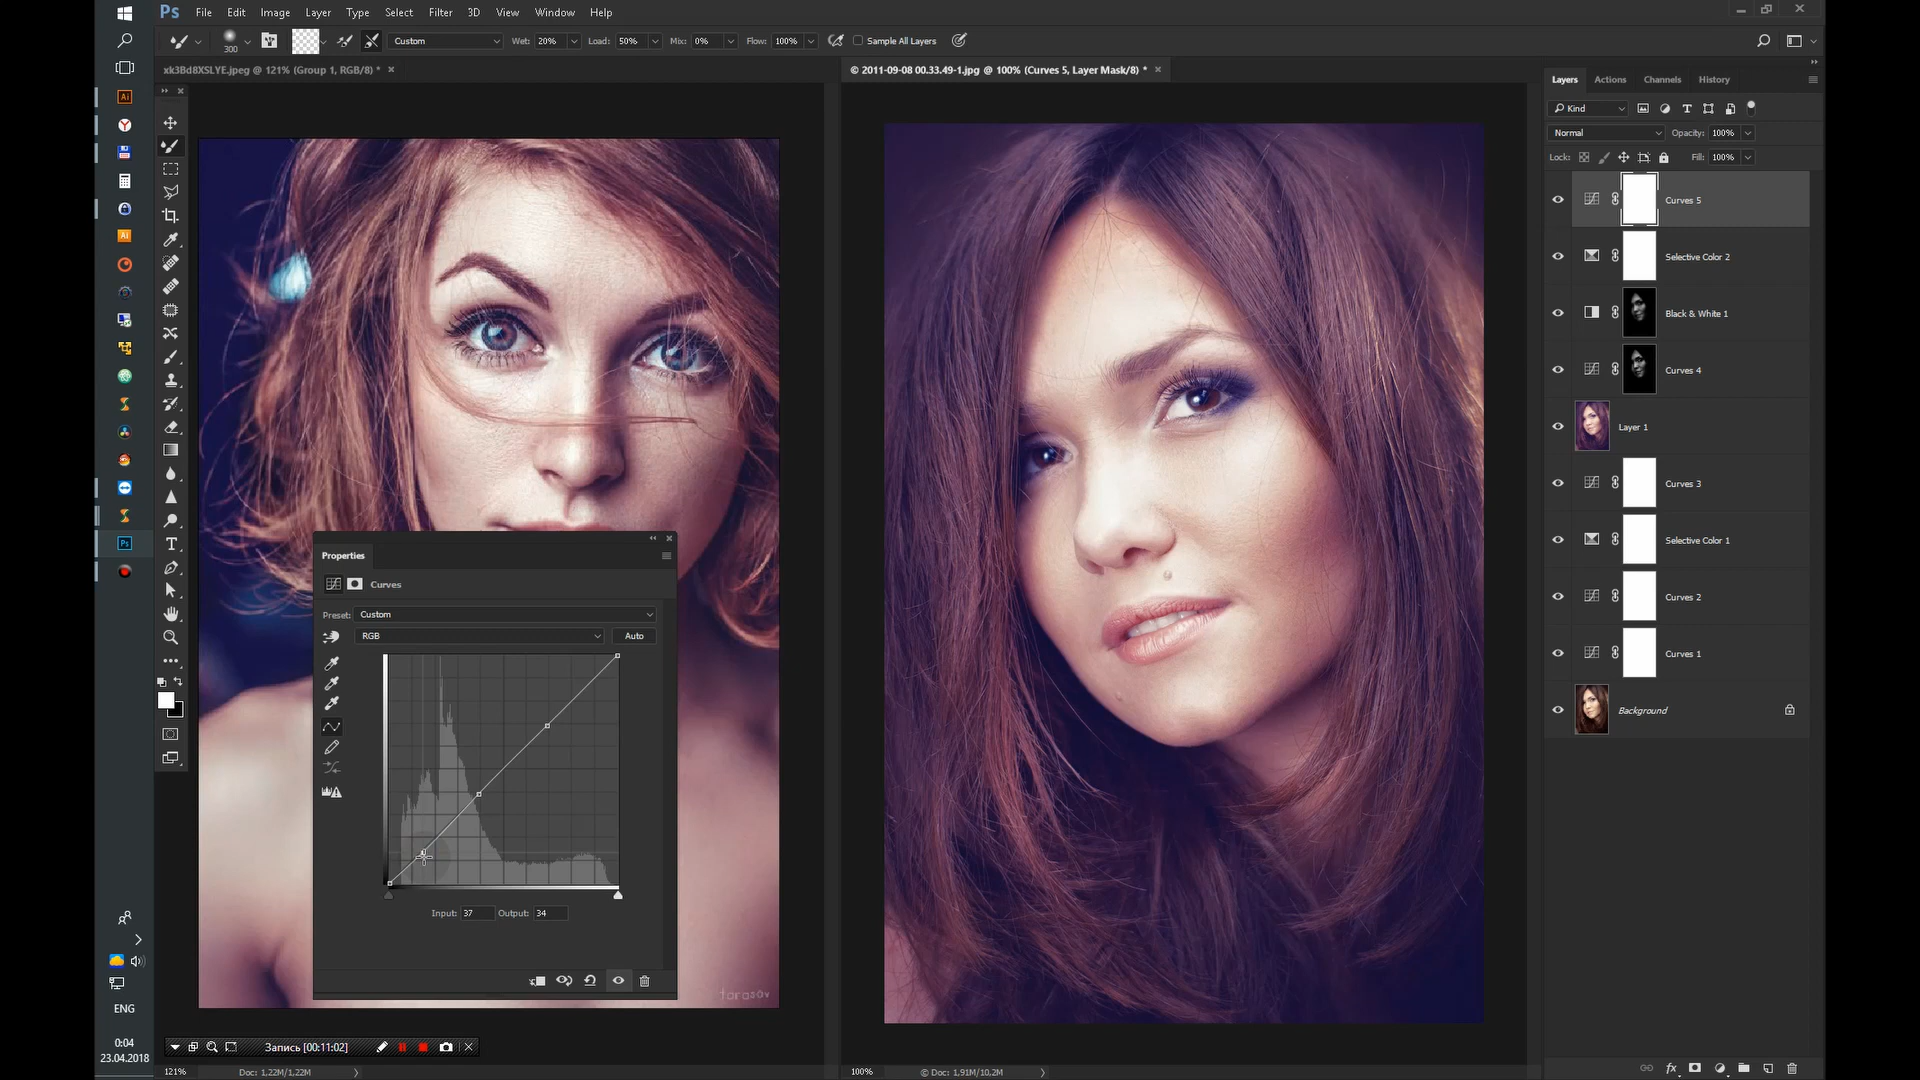 Ps File Edit Image Layer Type Select Filter 3D View Window Help
300 Custom Wet: 20% Load: 50% Mix: 0% Flow: 100% Sample All Layers
xk3Bd8XSLYE.jpeg @ 121% (Group 1, RGB/8) *
© 2011-09-08 00.33.49-1.jpg @ 100% (Curves 5, Layer Mask/8) *
Layers Actions Channels History
Kind
Normal Opacity: 100%
Lock: Fill: 100%
Curves 5
Selective Color 2
Black & White 1
Curves 4
Layer 1
Curves 3
Selective Color 1
Curves 2
Curves 1
Background
Properties
Curves
Preset: Custom
RGB Auto
Input: 37 Output: 34
tarasov
Ai
Ai
Ps
ENG
0:04
23.04.2018
Запись [00:11:02]
121% Doc: 1,22M/1,22M
100% © Doc: 1,91M/10,2M